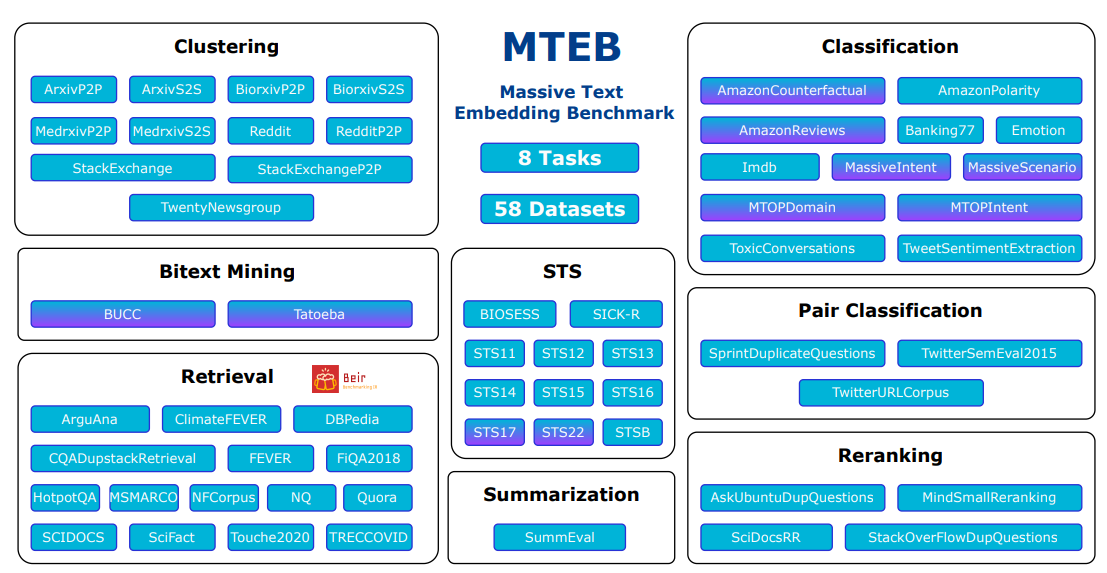 Clustering
ArxivP2P ArxivS2S BiorxivP2P BiorxivS2S
MedrxivP2P MedrxivS2S Reddit RedditP2P
StackExchange StackExchangeP2P
TwentyNewsgroup
MTEB
Massive Text
Embedding Benchmark
8 Tasks
58 Datasets
Classification
AmazonCounterfactual AmazonPolarity
AmazonReviews Banking77 Emotion
Imdb MassiveIntent MassiveScenario
MTOPDomain MTOPIntent
ToxicConversations TweetSentimentExtraction
Bitext Mining
BUCC Tatoeba
STS
BIOSESS SICK-R
STS11 STS12 STS13
STS14 STS15 STS16
STS17 STS22 STSB
Pair Classification
SprintDuplicateQuestions TwitterSemEval2015
TwitterURLCorpus
Retrieval Beir
ArguAna ClimateFEVER DBPedia
CQADupstackRetrieval FEVER FiQA2018
HotpotQA MSMARCO NFCorpus NQ Quora
SCIDOCS SciFact Touche2020 TRECCOVID
Summarization
SummEval
Reranking
AskUbuntuDupQuestions MindSmallReranking
SciDocsRR StackOverFlowDupQuestions